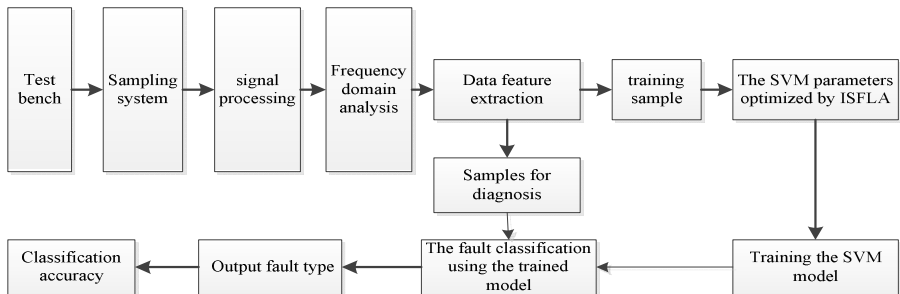 Test
bench
Sampling
system
signal
processing
Frequency
domain
analysis
Data feature
extraction
training
sample
The SVM parameters
optimized by ISFLA
Samples for
diagnosis
Classification
accuracy
Output fault type
The fault classification
using the trained
model
Training the SVM
model